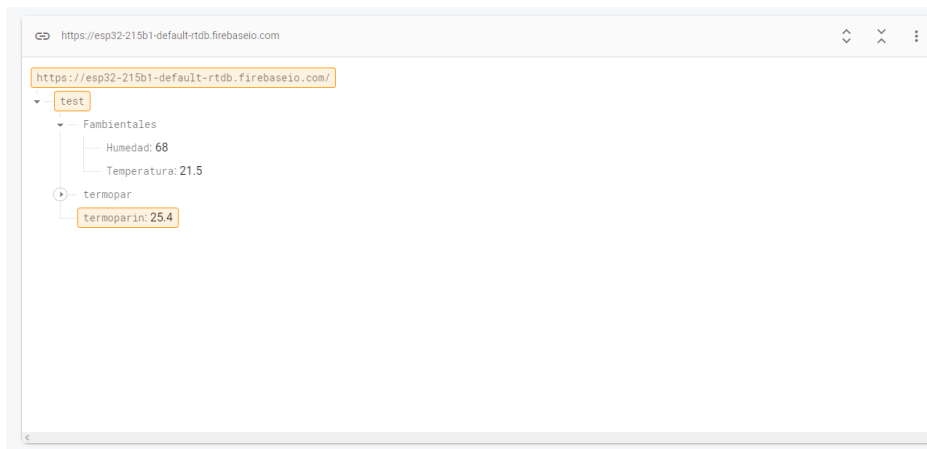 https://esp32-215b1-default-rtdb.firebaseio.com
https://esp32-215b1-default-rtdb.firebaseio.com/
test
Fambientales
Humedad: 68
Temperatura: 21.5
termopar
termoparin: 25.4